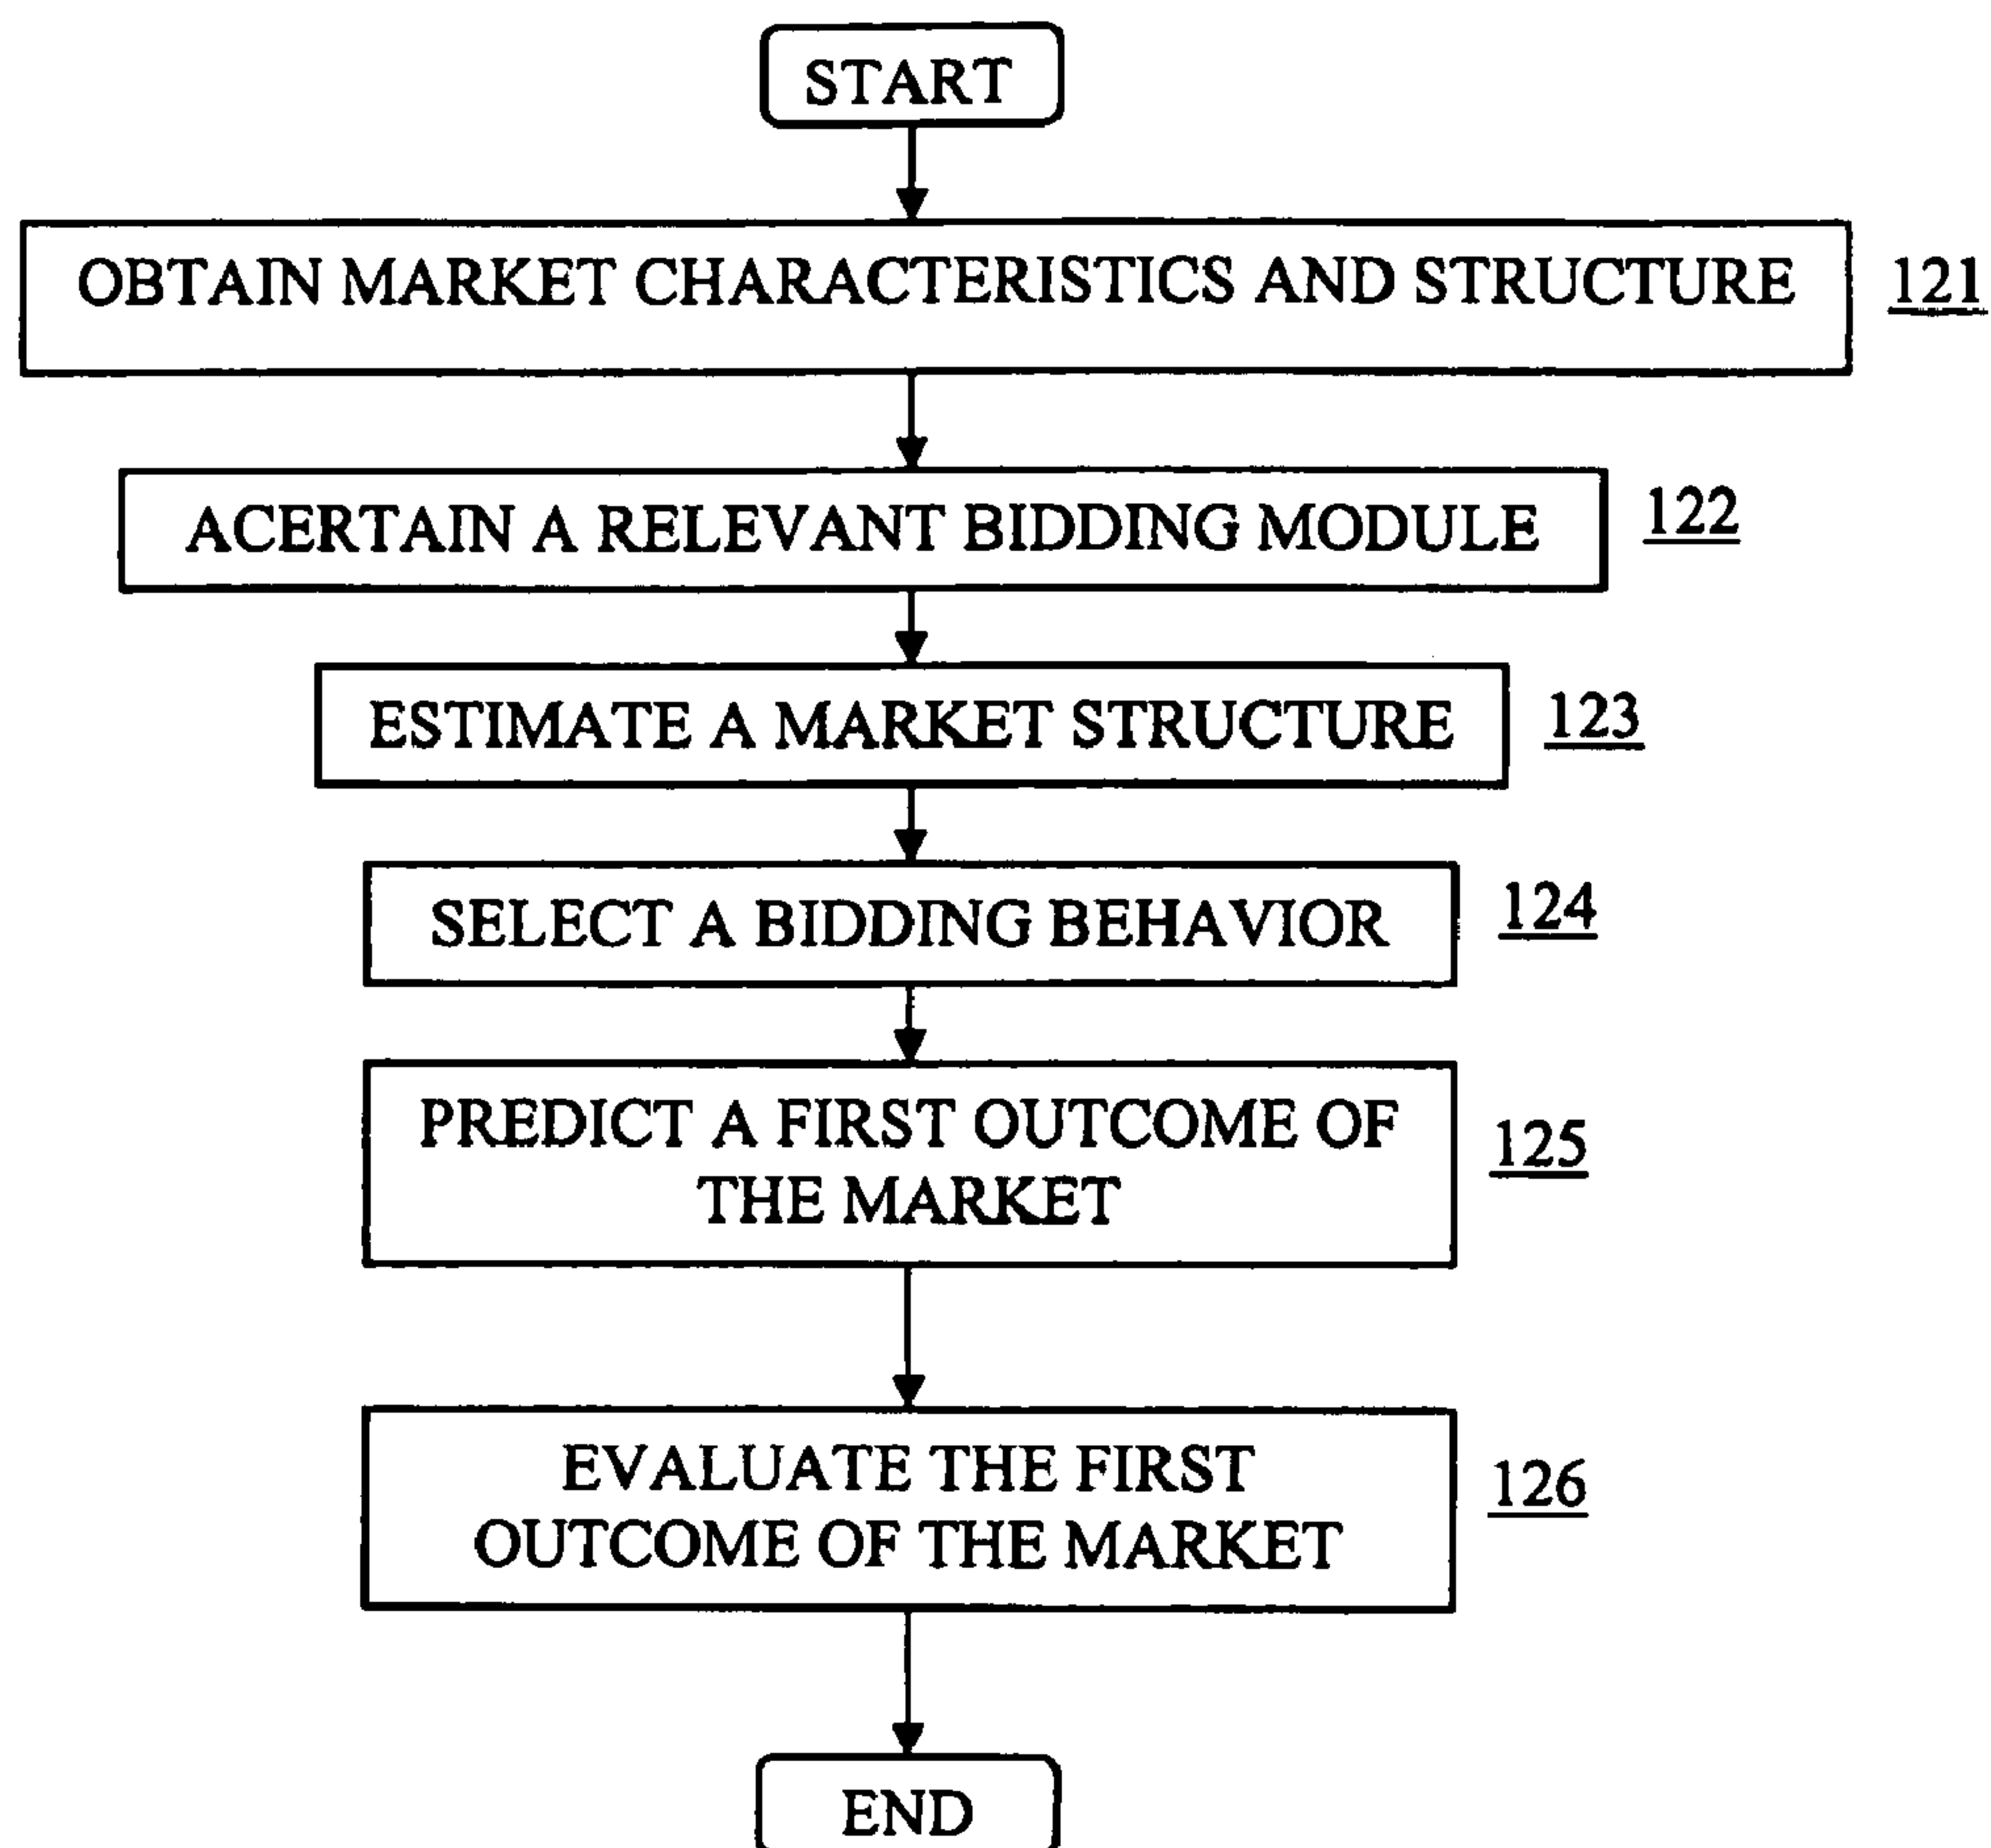 START
OBTAIN MARKET CHARACTERISTICS AND STRUCTURE
121
ACERTAIN A RELEVANT BIDDING MODULE
122
ESTIMATE A MARKET STRUCTURE
123
SELECT A BIDDING BEHAVIOR
124
PREDICT A FIRST OUTCOME OF
THE MARKET
125
EVALUATE THE FIRST
OUTCOME OF THE MARKET
126
END